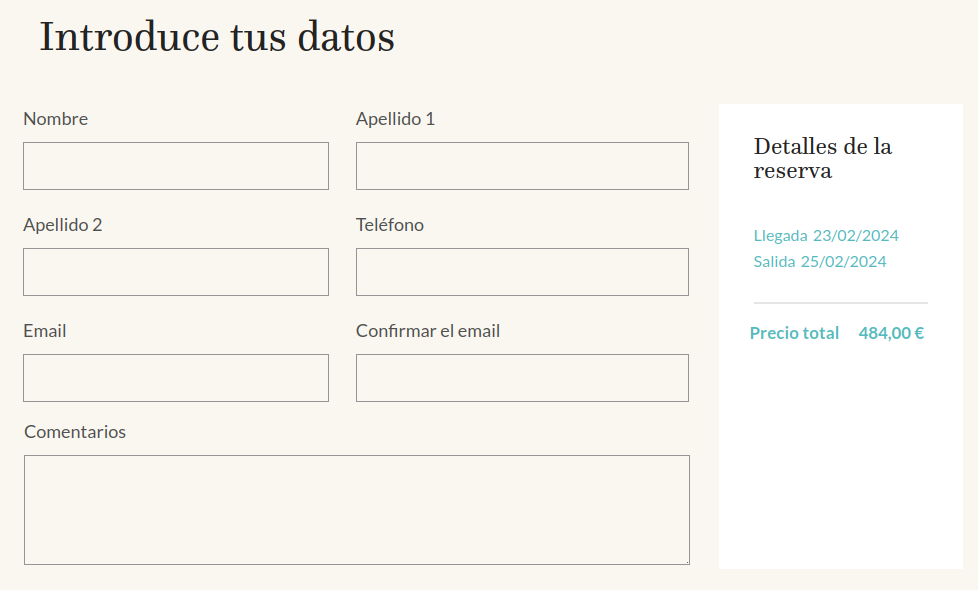 Introduce tus datos
Nombre
Apellido 1
Apellido 2
Teléfono
Email
Confirmar el email
Comentarios
Detalles de la
reserva
Llegada 23/02/2024
Salida 25/02/2024
Precio total 484,00 €